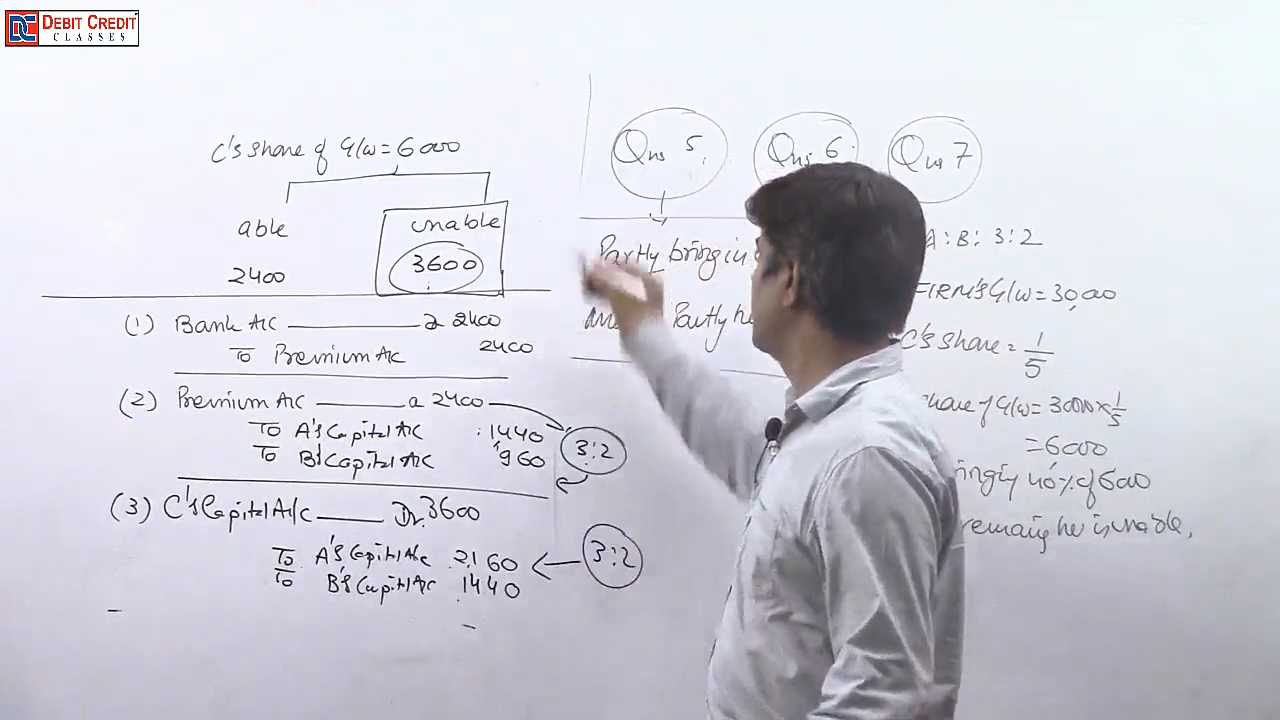 DEBIT CREDIT
CLASSES
C's share of G/w = 6000
able
unable
2400
3600
(1) Bank A/c 2400
To Premium A/c 2400
(2) Premium A/c 2400
To A's Capital A/c 1440
To B's Capital A/c 960
3:2
(3) C's Capital A/c Dr. 3600
To A's Capital A/c 2160
To B's Capital A/c 1440
3:2
Qus 5
Qus 6
Qus 7
Partly bring in
Partly he
A : B : 3:2
FIRM'S G/w = 30,000
C's Share = 1/5
share of G/w = 30000 x 1/5
= 6000
40% of 6000
he is unable,